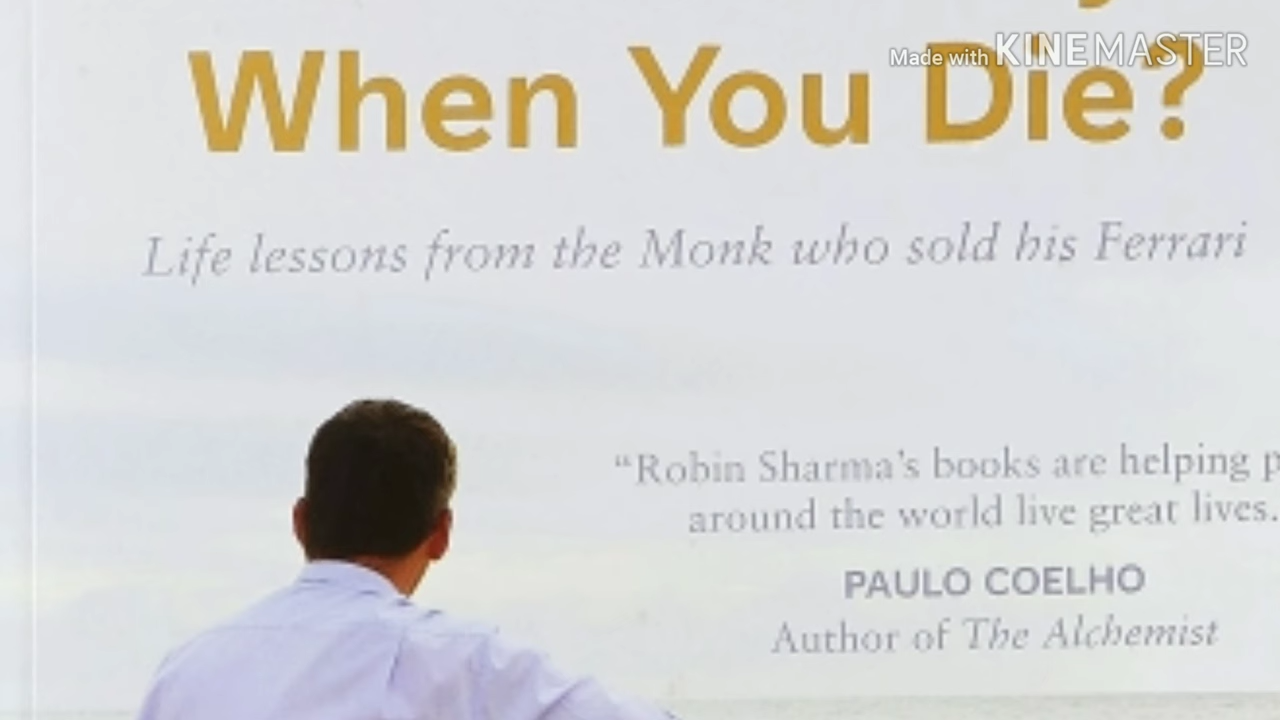 Made with KINEMASTER
When You Die?
Life lessons from the Monk who sold his Ferrari
“Robin Sharma’s books are helping
around the world live great lives.
PAULO COELHO
Author of The Alchemist